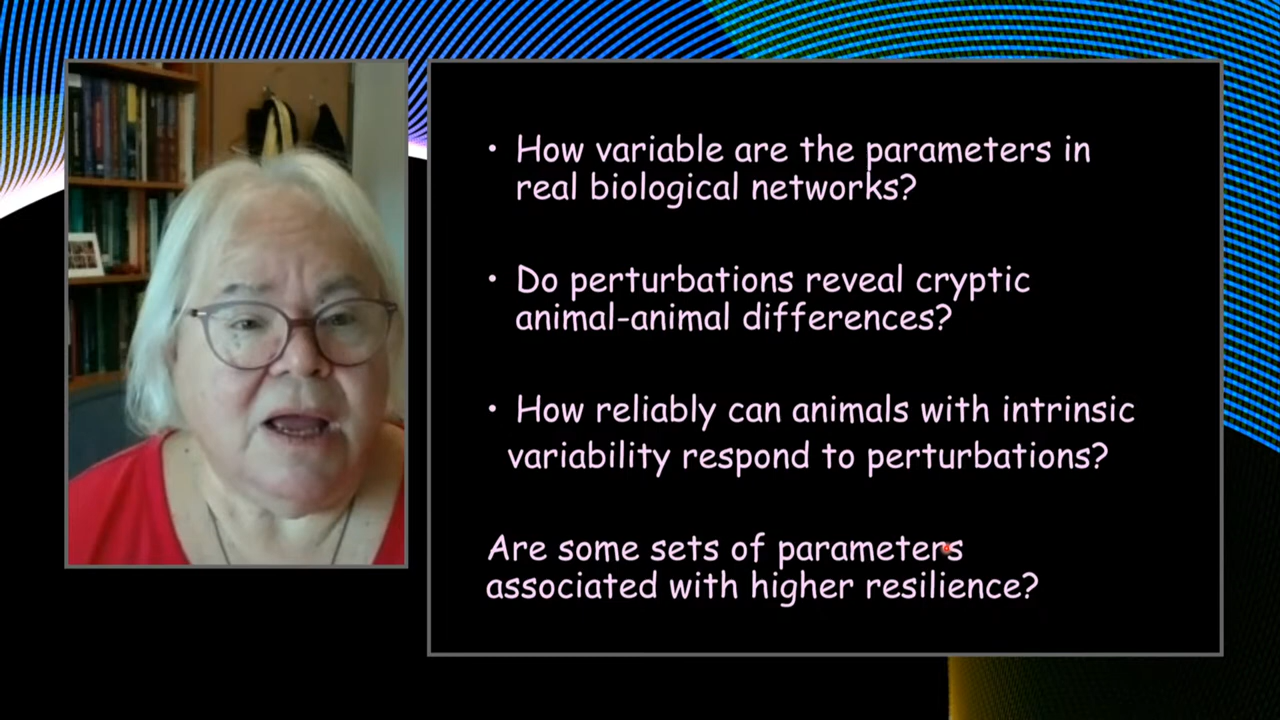 • How variable are the parameters in
real biological networks?
• Do perturbations reveal cryptic
animal-animal differences?
• How reliably can animals with intrinsic
variability respond to perturbations?
Are some sets of parameters
associated with higher resilience?